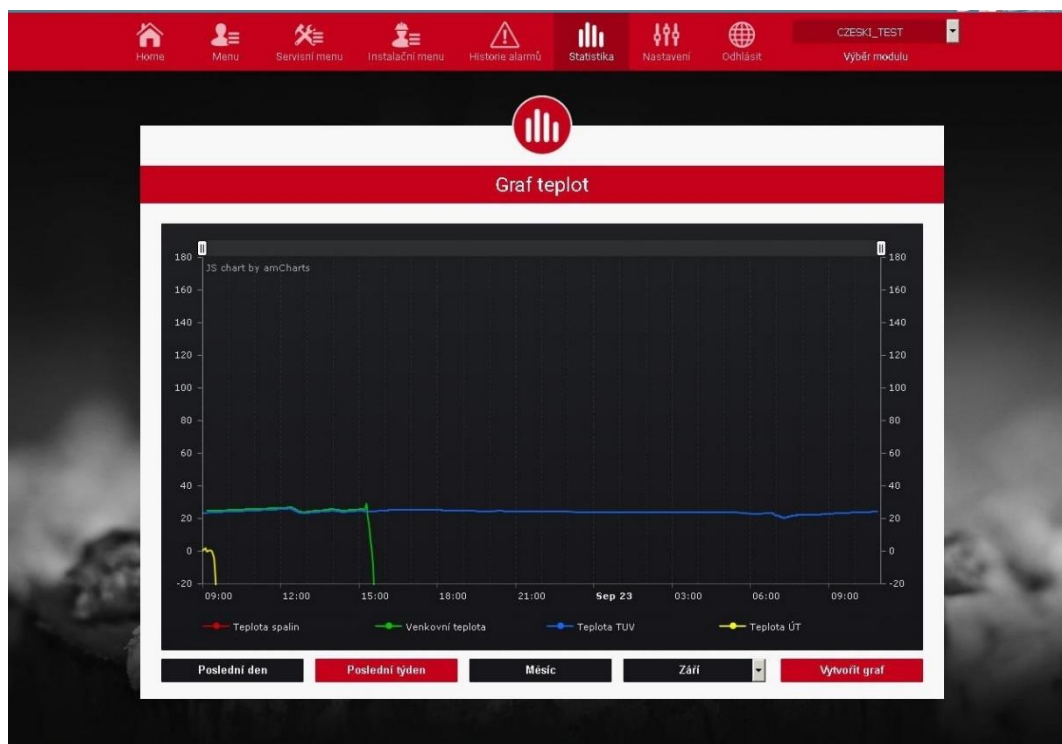 CZESKI_TEST
Home Menu Servisní menu Instalační menu Historie alarmů Statistika Nastavení Odhlásit Výběr modulu
Graf teplot
JS chart by amCharts
180 180
160 160
140 140
120 120
100 100
80 80
60 60
40 40
20 20
0 0
-20 -20
09:00 12:00 15:00 18:00 21:00 Sep 23 03:00 06:00 09:00
Teplota spalin Venkovní teplota Teplota TUV Teplota ÚT
Poslední den Poslední týden Měsíc Září Vytvořit graf